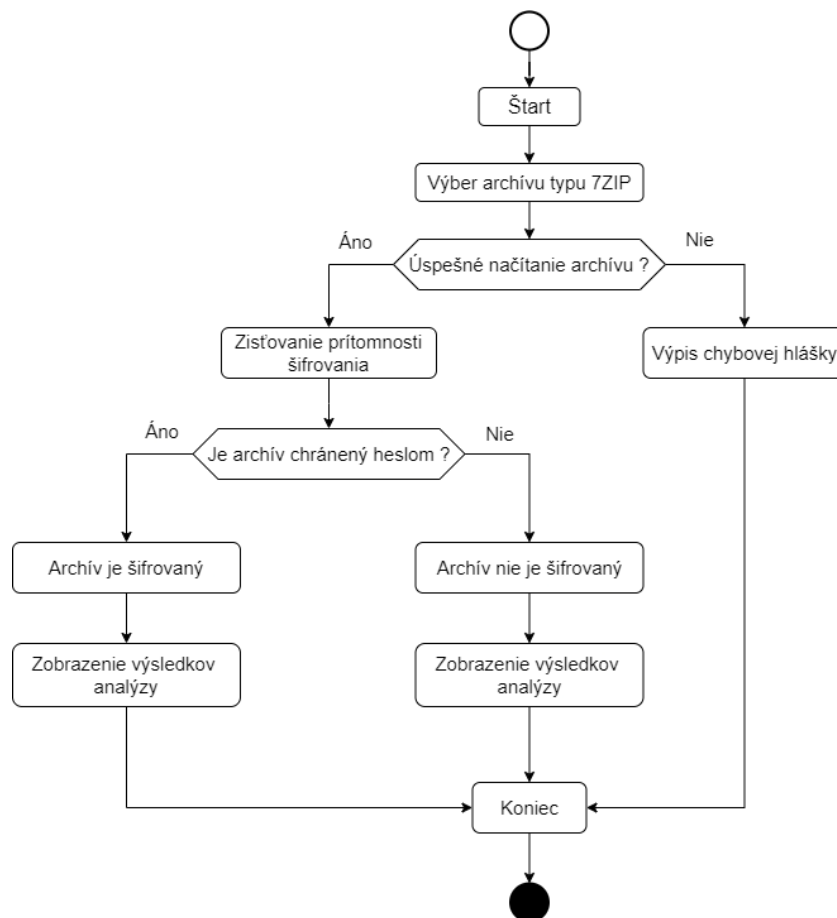 Štart
Výber archívu typu 7ZIP
Áno
Nie
Úspešné načítanie archívu ?
Zisťovanie prítomnosti
šifrovania
Výpis chybovej hlášky
Áno
Nie
Je archív chránený heslom ?
Archív je šifrovaný
Archív nie je šifrovaný
Zobrazenie výsledkov
analýzy
Zobrazenie výsledkov
analýzy
Koniec